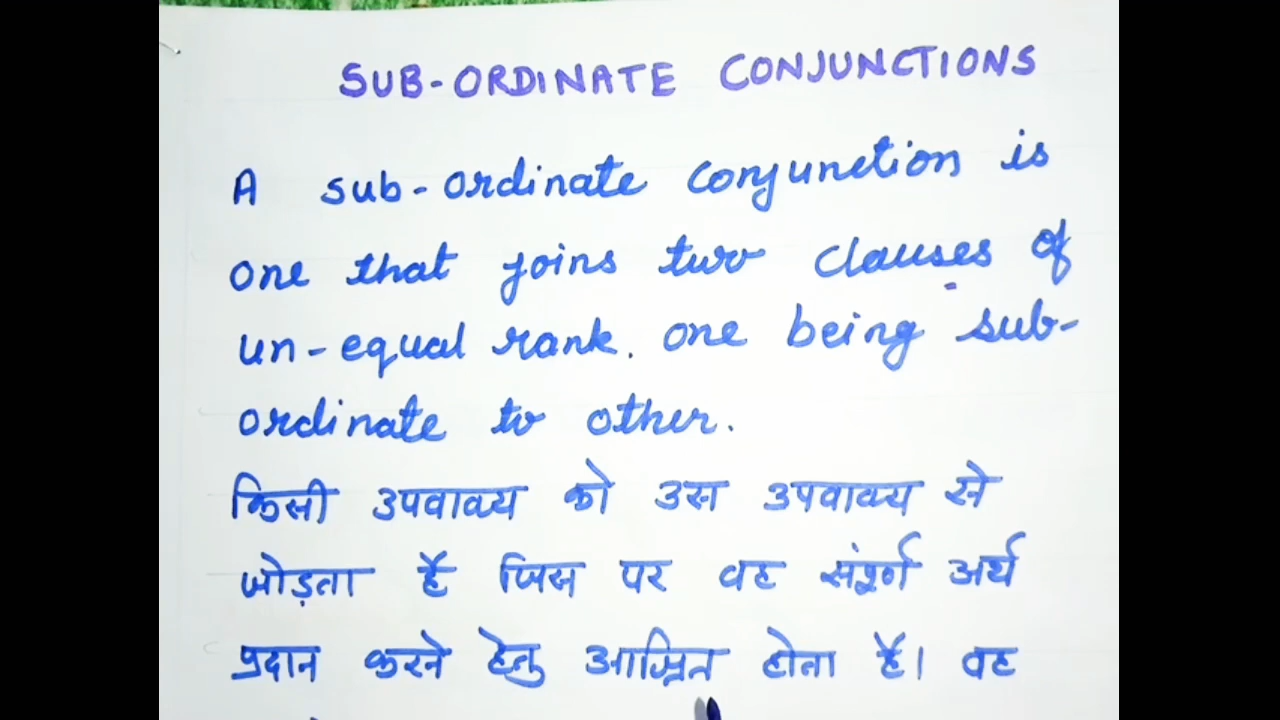 SUB-ORDINATE CONJUNCTIONS
A sub-ordinate conjunction is
one that joins two clauses of
un-equal rank. one being sub-
ordinate to other.
किसी उपवाक्य को उस उपवाक्य से
जोड़ता है जिस पर वह संपूर्ण अर्थ
प्रदान करने हेतु आश्रित होता है। वह